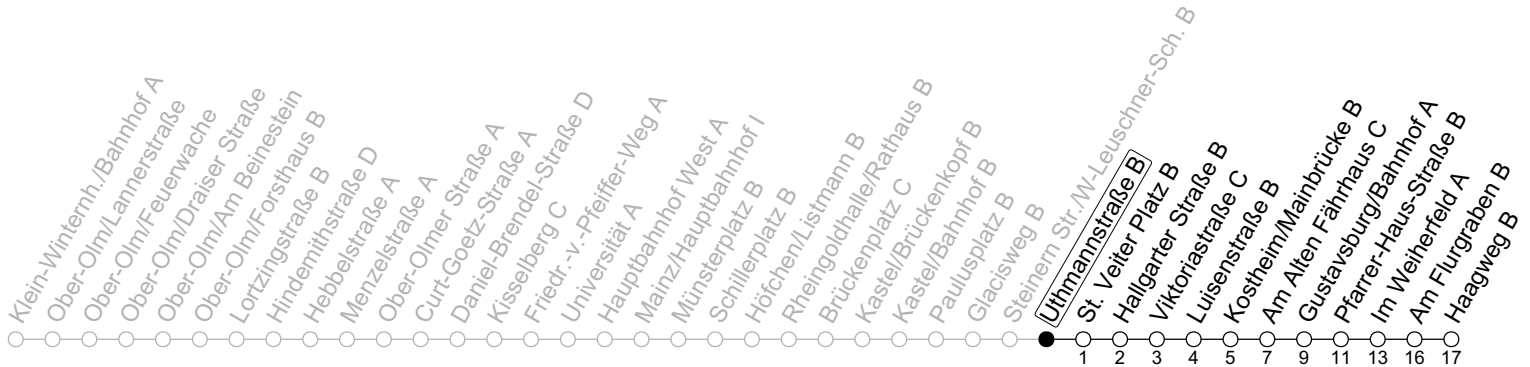 Klein-Winternh./Bahnhof A
Ober-Olm/Lannerstraße
Ober-Olm/Feuerwache
Ober-Olm/Draiser Straße
Ober-Olm/Am Beinestein
Ober-Olm/Forsthaus B
Lortzingstraße B
Hindemithstraße D
Hebbelstraße A
Menzelstraße A
Ober-Olmer Straße A
Curt-Goetz-Straße A
Daniel-Brendel-Straße D
Kisselberg C
Friedr.-v.-Pfeiffer-Weg A
Universität A
Hauptbahnhof West A
Mainz/Hauptbahnhof I
Münsterplatz B
Schillerplatz B
Höfchen/Listmann B
Rheingoldhalle/Rathaus B
Brückenplatz C
Kastel/Brückenkopf B
Kastel/Bahnhof B
Paulusplatz B
Glacisweg B
Steinern Str./W-Leuschner-Sch. B
Uthmannstraße B
St. Veiter Platz B
Hallgarter Straße B
Viktoriastraße C
Luisenstraße B
Kostheim/Mainbrücke B
Am Alten Fährhaus C
Gustavsburg/Bahnhof A
Pfarrer-Haus-Straße B
Im Weiherfeld A
Am Flurgraben B
Haagweg B
1 2 3 4 5 7 9 11 13 16 17